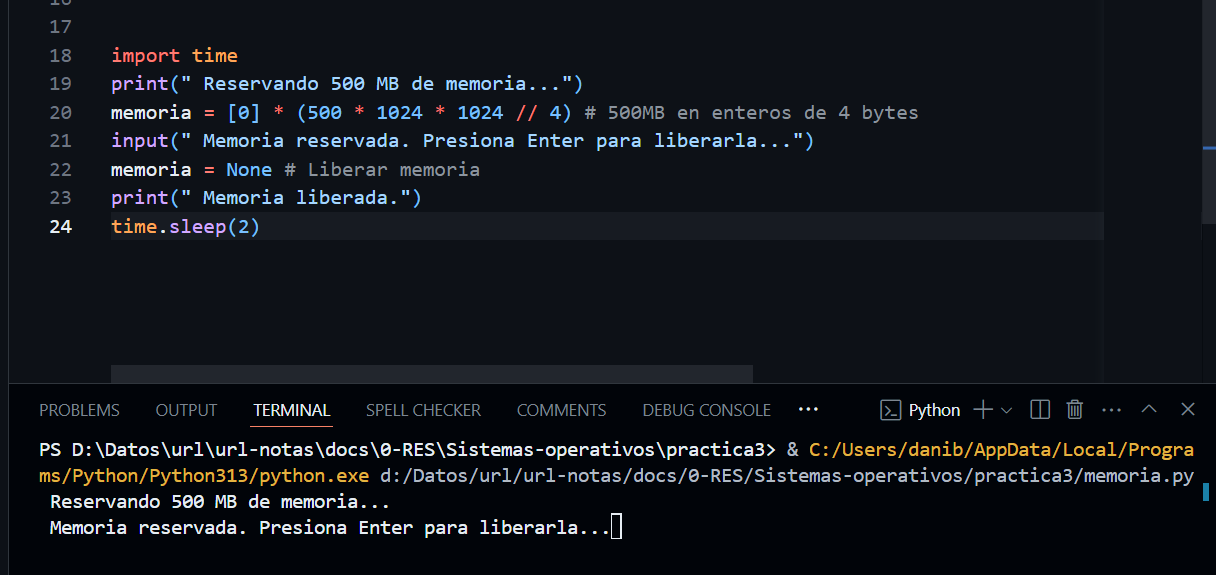 16
17
18 import time
19 print(" Reservando 500 MB de memoria...")
20 memoria = [0] * (500 * 1024 * 1024 // 4) # 500MB en enteros de 4 bytes
21 input(" Memoria reservada. Presiona Enter para liberarla...")
22 memoria = None # Liberar memoria
23 print(" Memoria liberada.")
24 time.sleep(2)
PROBLEMS OUTPUT TERMINAL SPELL CHECKER COMMENTS DEBUG CONSOLE ... Python
PS D:\Datos\url\url-notas\docs\0-RES\Sistemas-operativos\practica3> & C:/Users/danib/AppData/Local/Progra
ms/Python/Python313/python.exe d:/Datos/url/url-notas/docs/0-RES/Sistemas-operativos/practica3/memoria.py
Reservando 500 MB de memoria...
Memoria reservada. Presiona Enter para liberarla...